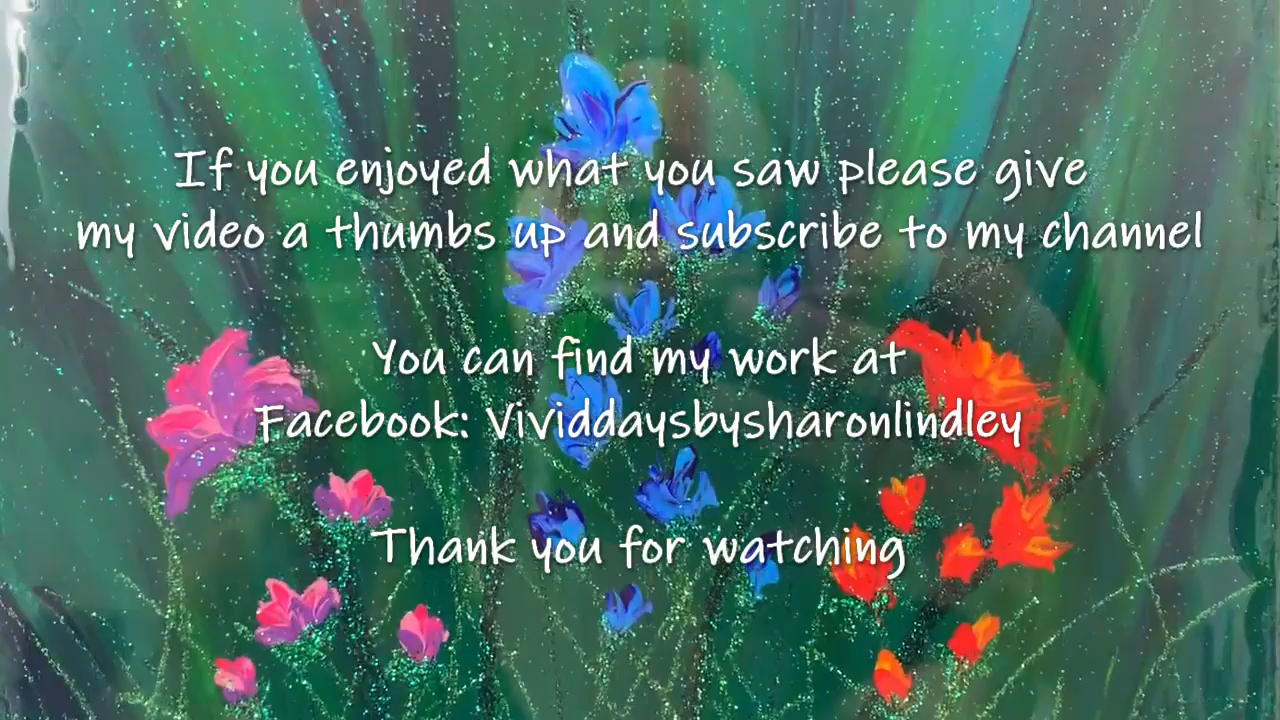 If you enjoyed what you saw please give
my video a thumbs up and subscribe to my channel
You can find my work at
Facebook: Vividdaysbysharonlindley
Thank you for watching